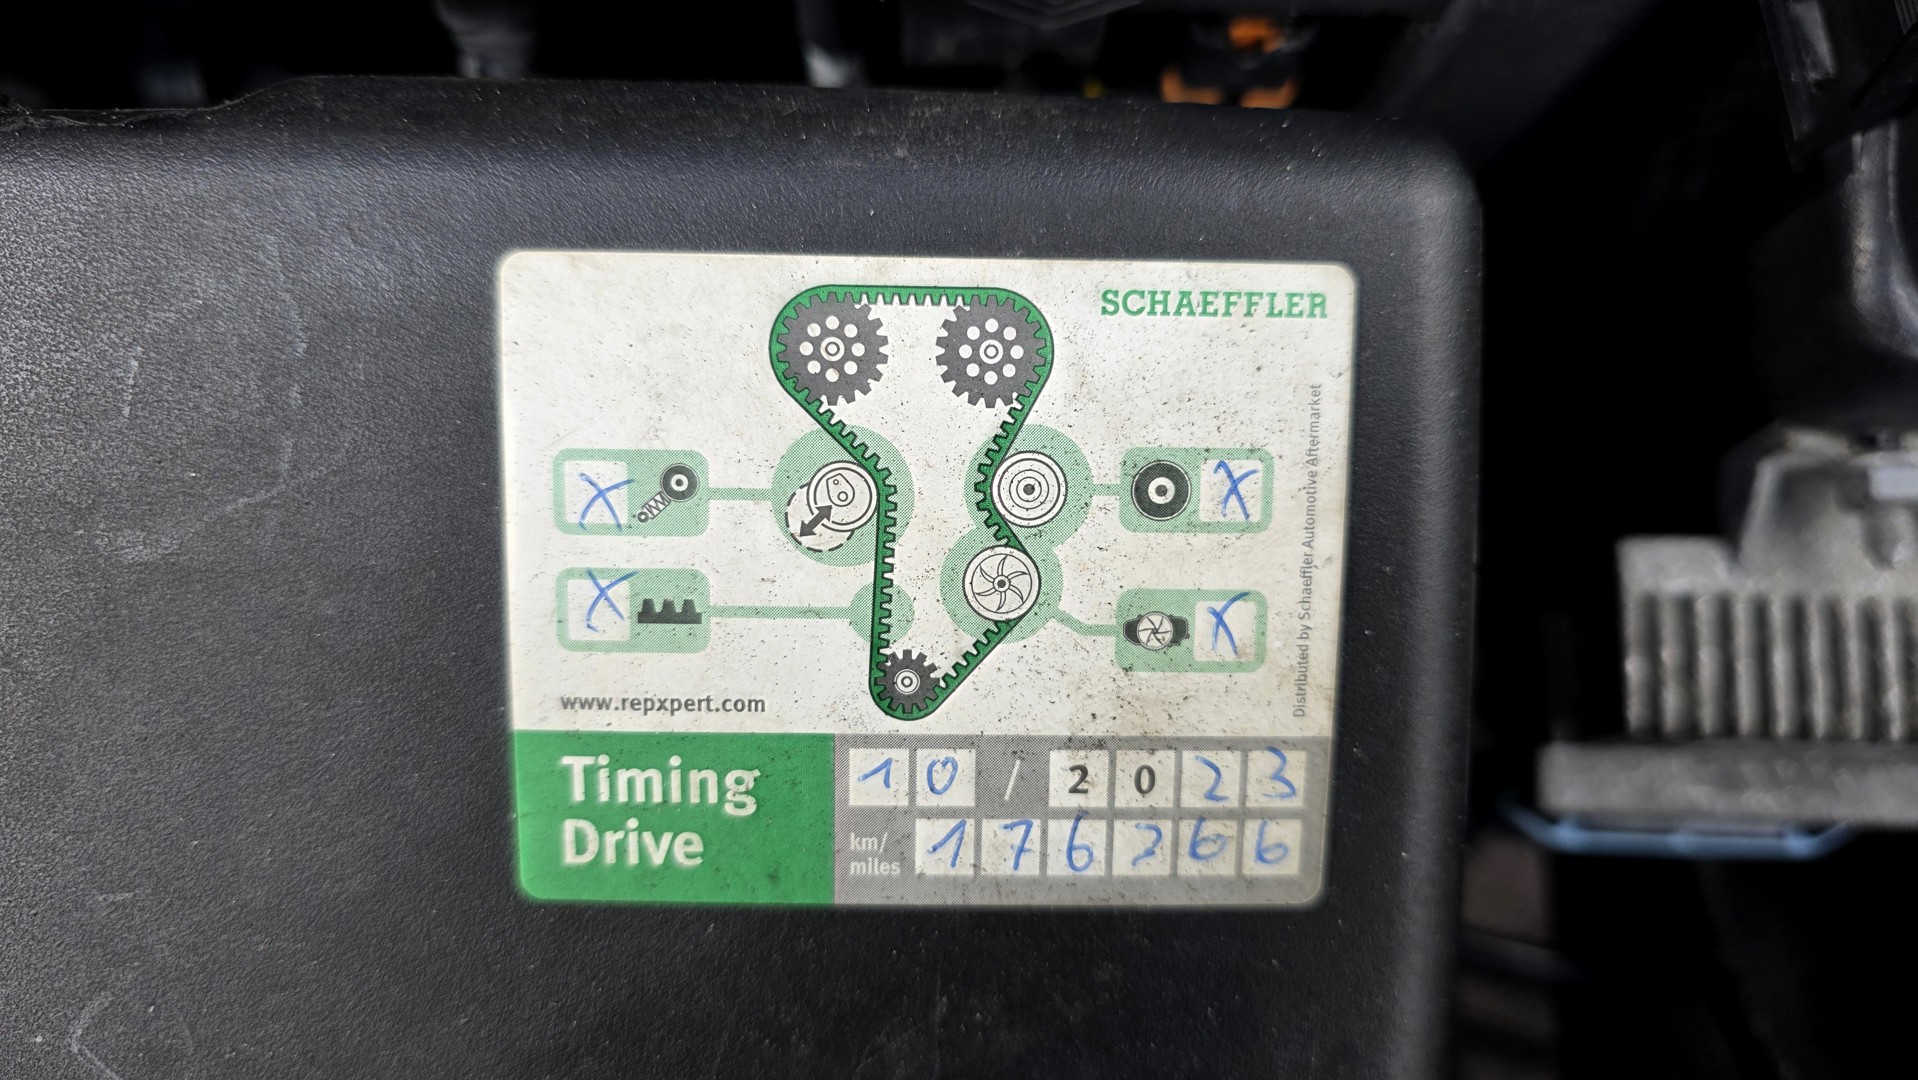 SCHAEFFLER
X
X
X
X
www.repxpert.com
Distributed by Schaeffler Automotive Aftermarket
Timing
Drive
10 / 2023
km/
miles
176266